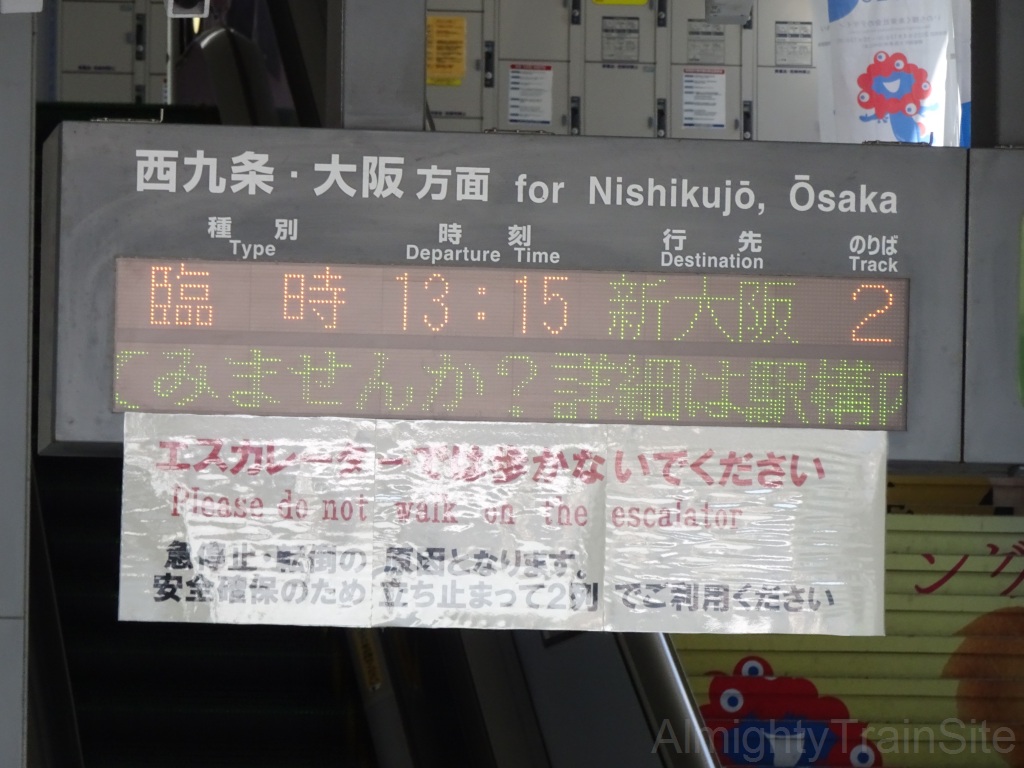 西九条・大阪方面 for Nishikujō, Ōsaka
種別 時刻 行先 のりば
Type Departure Time Destination Track
臨時 13:15 新大阪 2
てみませんか？詳細は駅構内
エスカレーター では歩かないでください
Please do not walk on the escalator
急停止・転倒の原因となります。
安全確保のため 立ち止まって2列 でご利用ください
ング
AlmightyTrainSite